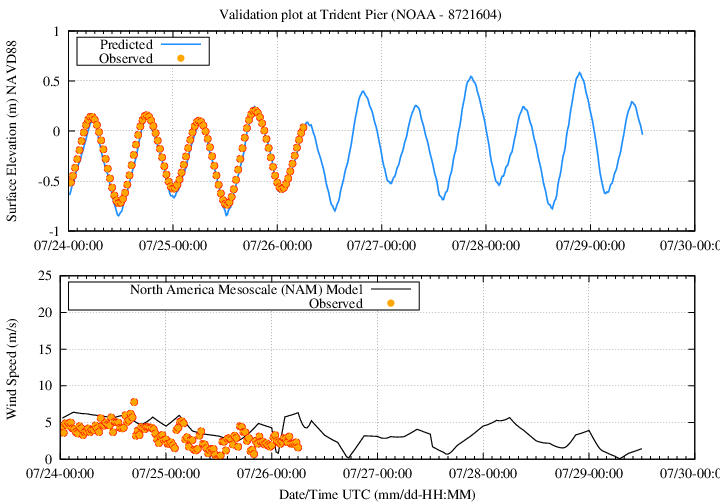 Validation plot at Trident Pier (NOAA - 8721604)
Predicted
Observed
Surface Elevation (m) NAVD88
1
0.5
0
-0.5
-1
07/24-00:00 07/25-00:00 07/26-00:00 07/27-00:00 07/28-00:00 07/29-00:00 07/30-00:0
North America Mesoscale (NAM) Model
Observed
Wind Speed (m/s)
25
20
15
10
5
0
07/24-00:00 07/25-00:00 07/26-00:00 07/27-00:00 07/28-00:00 07/29-00:00 07/30-00:0
Date/Time UTC (mm/dd-HH:MM)